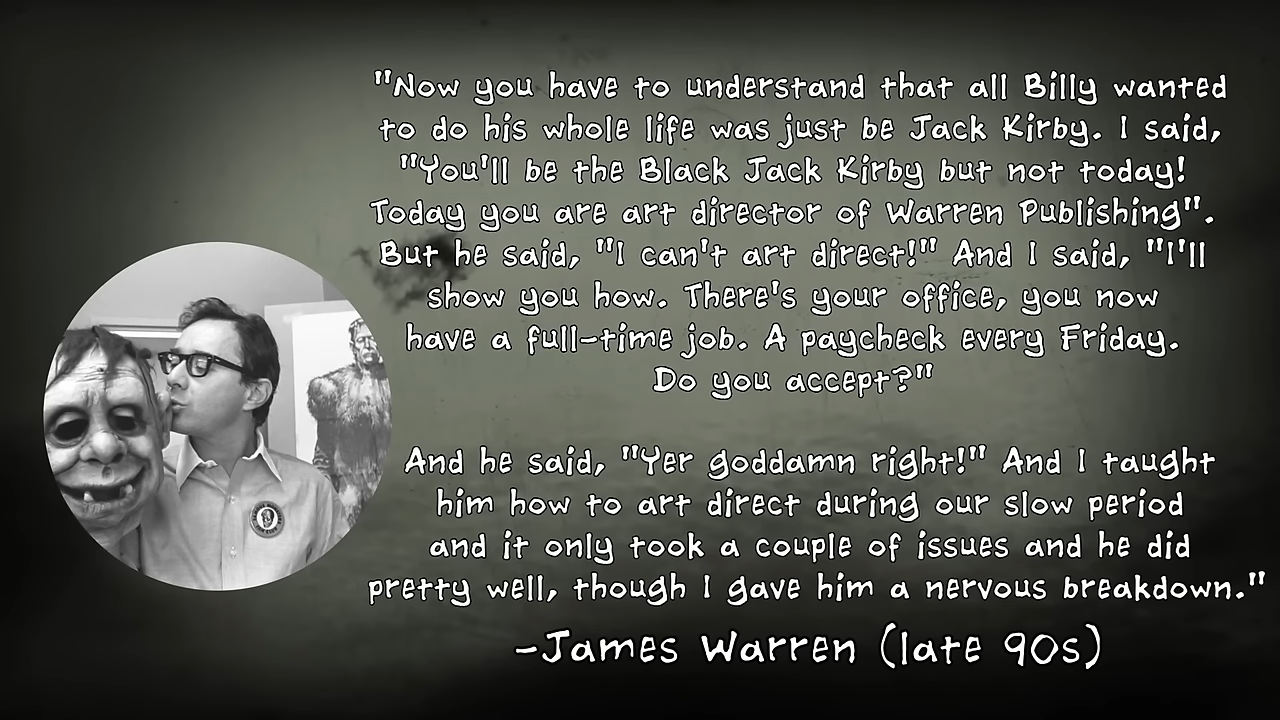 "Now you have to understand that all Billy wanted
to do his whole life was just be Jack Kirby. I said,
"You'll be the Black Jack Kirby but not today!
Today you are art director of Warren Publishing".
But he said, "I can't art direct!" And I said, "I'll
show you how. There's your office, you now
have a full-time job. A paycheck every Friday.
Do you accept?"
And he said, "Yer goddamn right!" And I taught
him how to art direct during our slow period
and it only took a couple of issues and he did
pretty well, though I gave him a nervous breakdown."
-James Warren (late 90s)